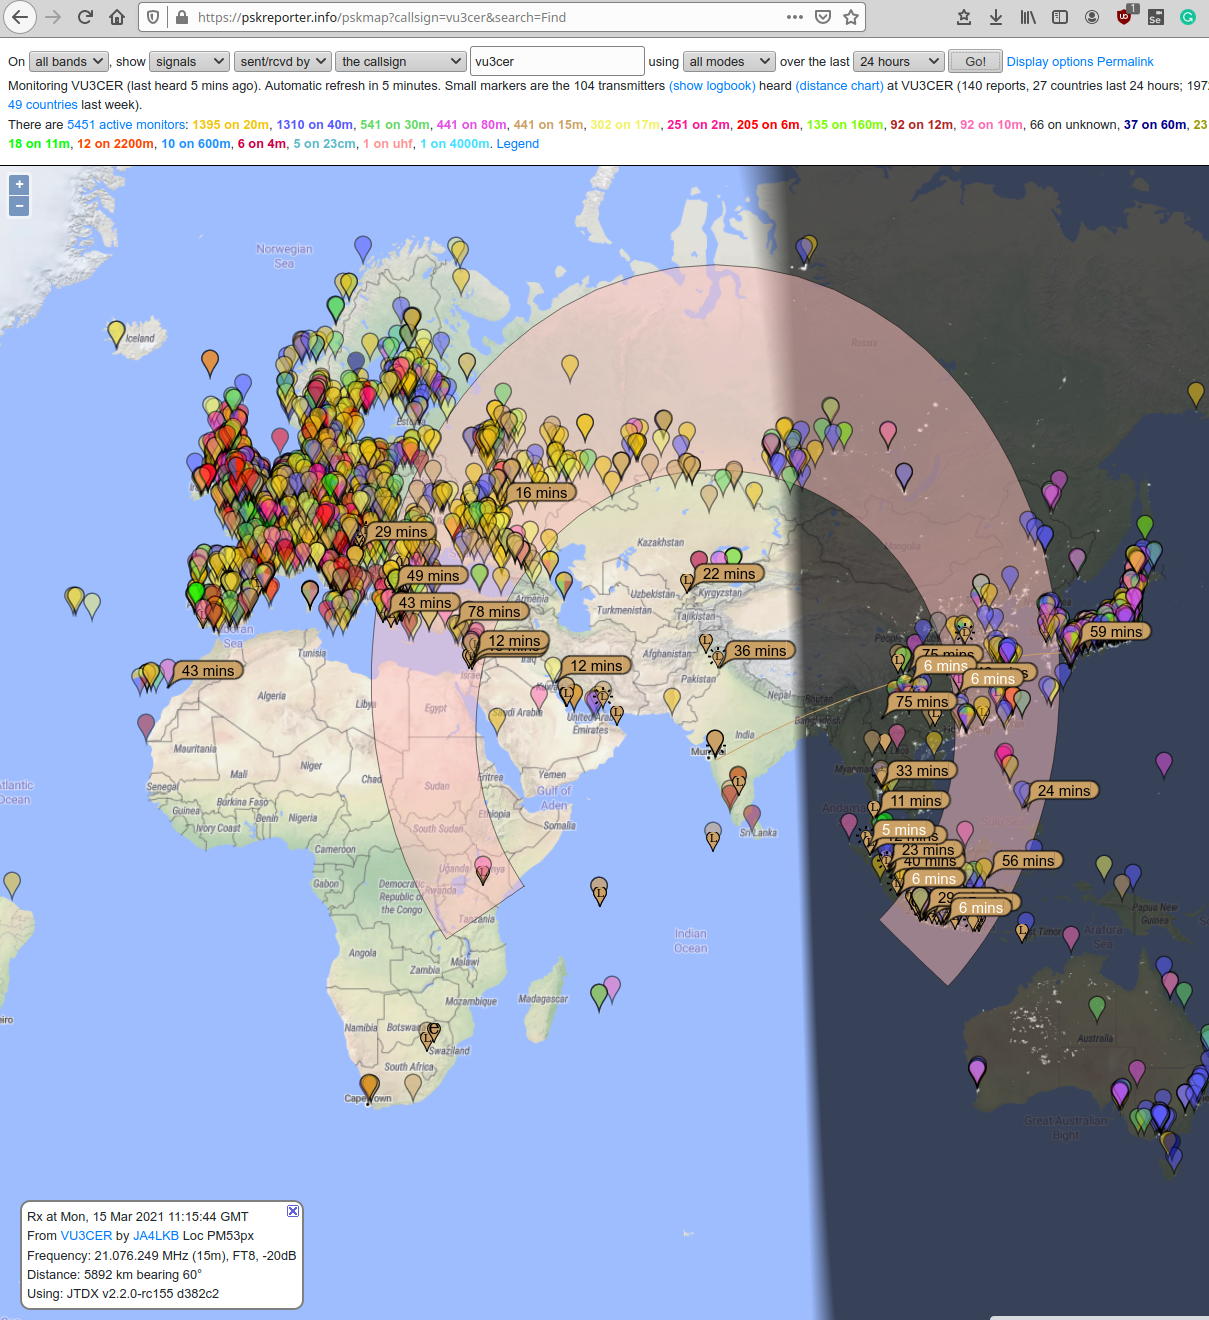 https://pskreporter.info/pskmap?callsign=vu3cer&search=Find
On all bands, show signals sent/rcvd by the callsign vu3cer using all modes over the last 24 hours Go! Display options Permalink
Monitoring VU3CER (last heard 5 mins ago). Automatic refresh in 5 minutes. Small markers are the 104 transmitters (show logbook) heard (distance chart) at VU3CER (140 reports, 27 countries last 24 hours; 197
49 countries last week).
There are 5451 active monitors: 1395 on 20m, 1310 on 40m, 541 on 30m, 441 on 80m, 441 on 15m, 302 on 17m, 251 on 2m, 205 on 6m, 135 on 160m, 92 on 12m, 92 on 10m, 66 on unknown, 37 on 60m, 23
18 on 11m, 12 on 2200m, 10 on 600m, 6 on 4m, 5 on 23cm, 1 on uhf, 1 on 4000m. Legend
+
−
Norwegian
Sea
Iceland
Russia
16 mins
29 mins
Kazakhstan
Mongolia
49 mins
22 mins
Uzbekistan
Kyrgyzstan
Armenia
43 mins
78 mins
Turkmenistan
Tajikistan
59 mins
12 mins
Iraq
Afghanistan
36 mins
75 mins
43 mins
12 mins
6 mins
6 mins
Algeria
Libya
Egypt
Israel
Saudi Arabia
United Arab
Emirates
Pakistan
Nepal
Bhutan
Bangladesh
75 mins
India
Mauritania
Mali
Niger
Chad
Sudan
Eritrea
Yemen
Gulf of
Aden
Myanmar
33 mins
Atlantic
Ocean
Senegal
Guinea
Burkina Faso
Benin
Nigeria
Ivory Coast
Ethiopia
South Sudan
Somalia
Sri Lanka
Andama
11 mins
24 mins
5 mins
23 mins
40 mins
56 mins
6 mins
6 mins
Cameroon
Gabon
Democratic
Republic of
the Congo
Uganda
Rwanda
Tanzania
Papua New
Guinea
Arafura
Sea
Timor
Indian
Ocean
Angola
Zambia
Malawi
Mozambique
Madagascar
Namibia
Botswana
Swaziland
South Africa
Cape Town
Australia
Great Australian
Bight
Rx at Mon, 15 Mar 2021 11:15:44 GMT
From VU3CER by JA4LKB Loc PM53px
Frequency: 21.076.249 MHz (15m), FT8, -20dB
Distance: 5892 km bearing 60°
Using: JTDX v2.2.0-rc155 d382c2